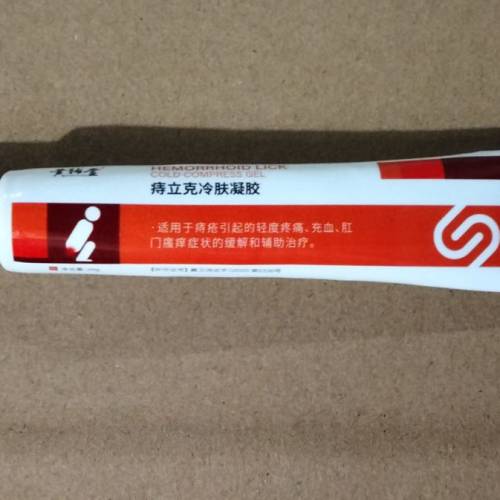 HEMORRHOID LICK
COLD COMPRESS GEL
痔立克冷肤凝胶
·适用于痔疮引起的轻度疼痛、充血、肛
门瘙痒症状的缓解和辅助治疗。